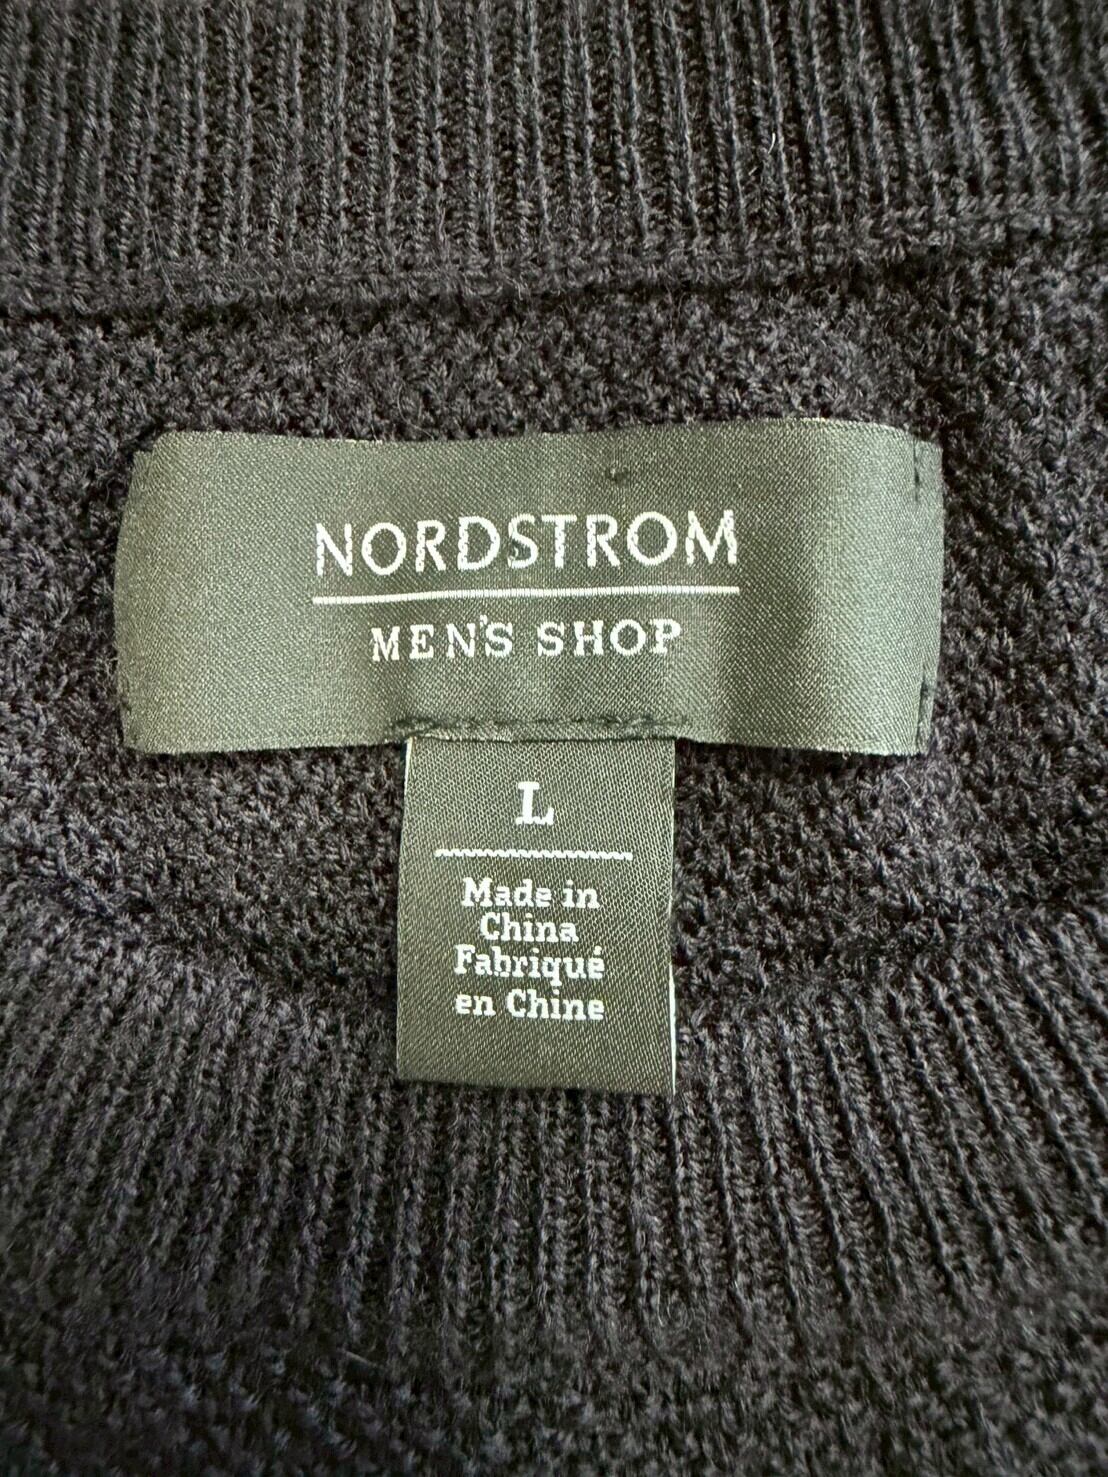 NORDSTROM
MEN'S SHOP
L
Made in
China
Fabriqué
en Chine